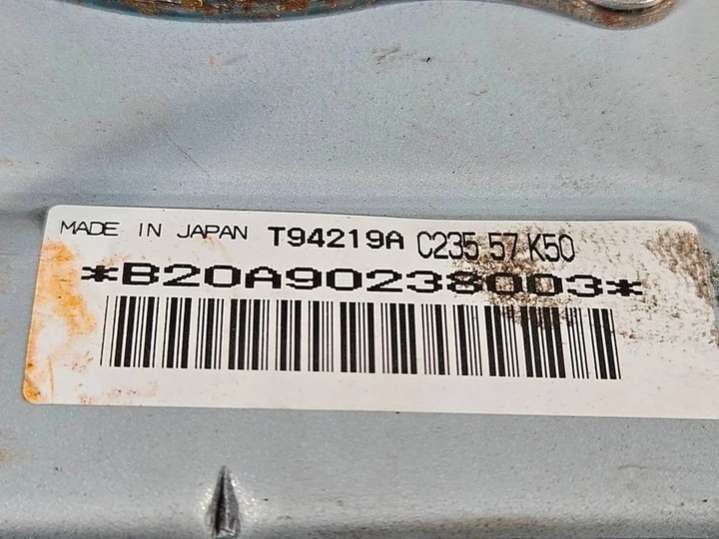 MADE IN JAPAN T94219A C235 57 K50
*B20A90238003*